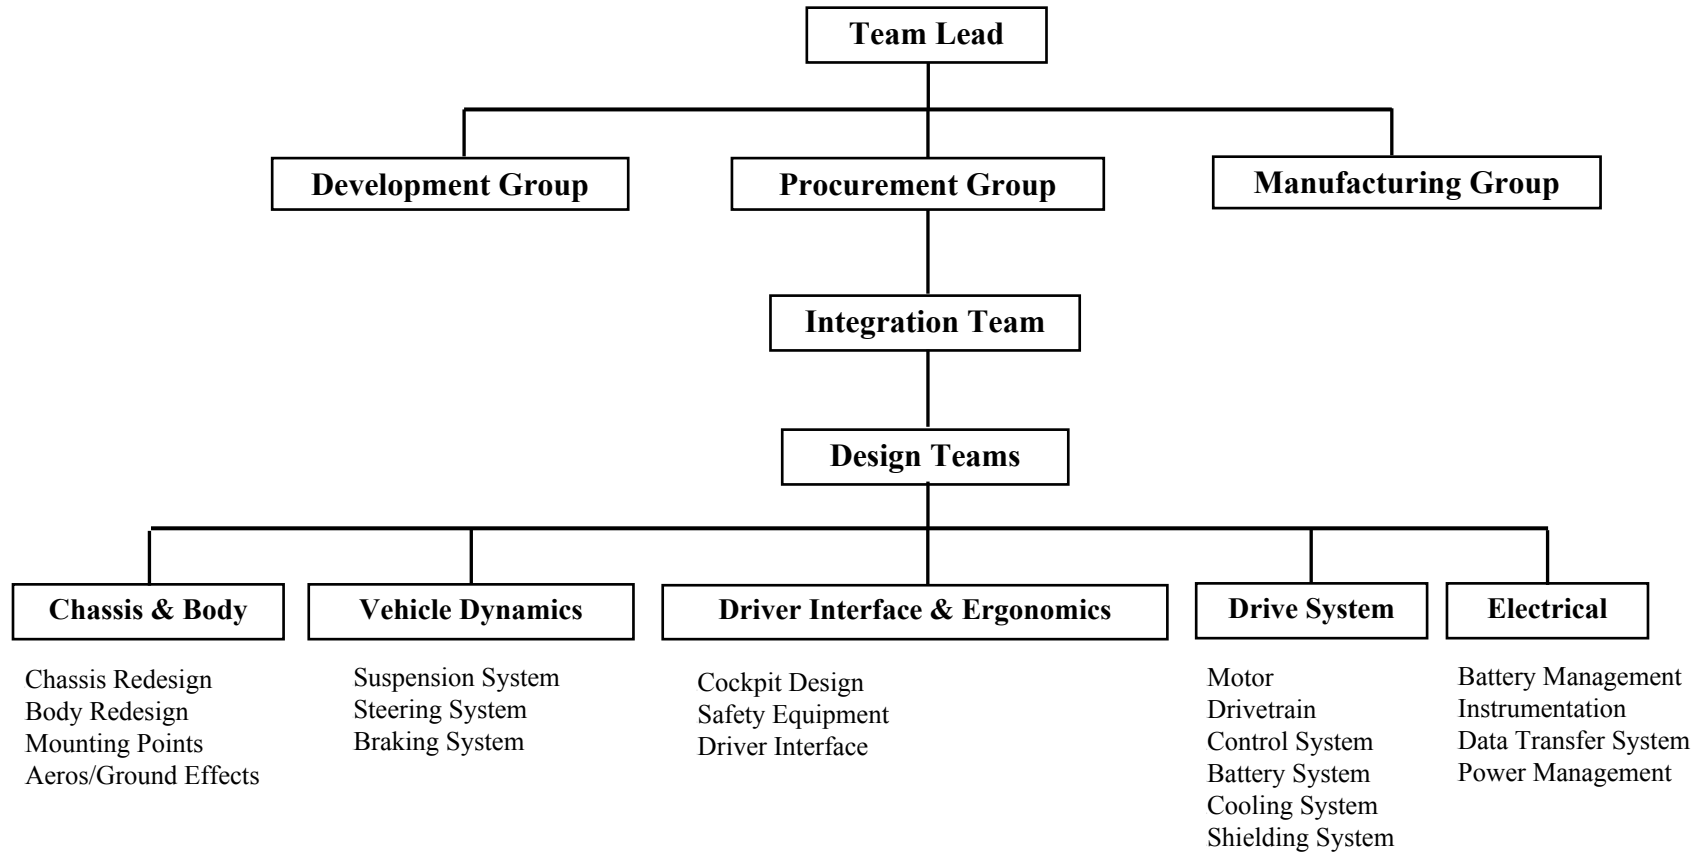 Team Lead
Development Group
Procurement Group
Manufacturing Group
Integration Team
Design Teams
Chassis & Body
Chassis Redesign
Body Redesign
Mounting Points
Aeros/Ground Effects
Vehicle Dynamics
Suspension System
Steering System
Braking System
Driver Interface & Ergonomics
Cockpit Design
Safety Equipment
Driver Interface
Drive System
Motor
Drivetrain
Control System
Battery System
Cooling System
Shielding System
Electrical
Battery Management
Instrumentation
Data Transfer System
Power Management